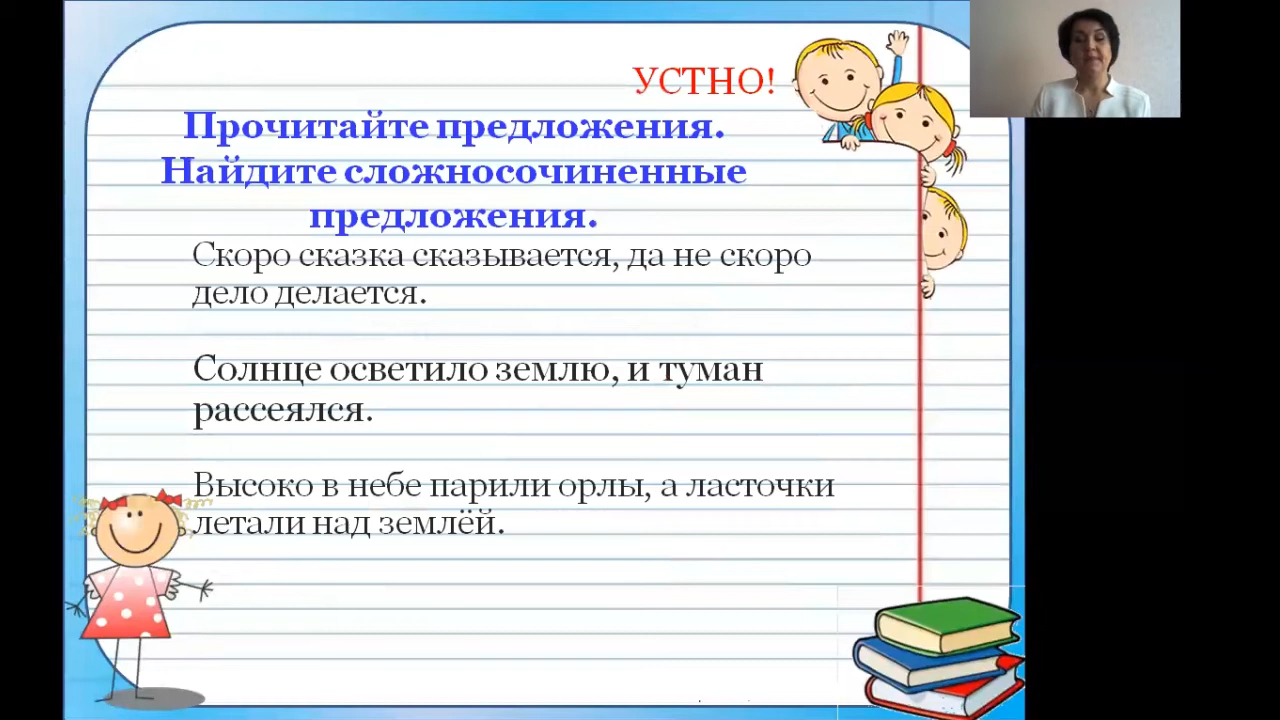 УСТНО!
Прочитайте предложения.
Найдите сложносочиненные
предложения.
Скоро сказка сказывается, да не скоро
дело делается.
Солнце осветило землю, и туман
рассеялся.
Высоко в небе парили орлы, а ласточки
летали над землёй.